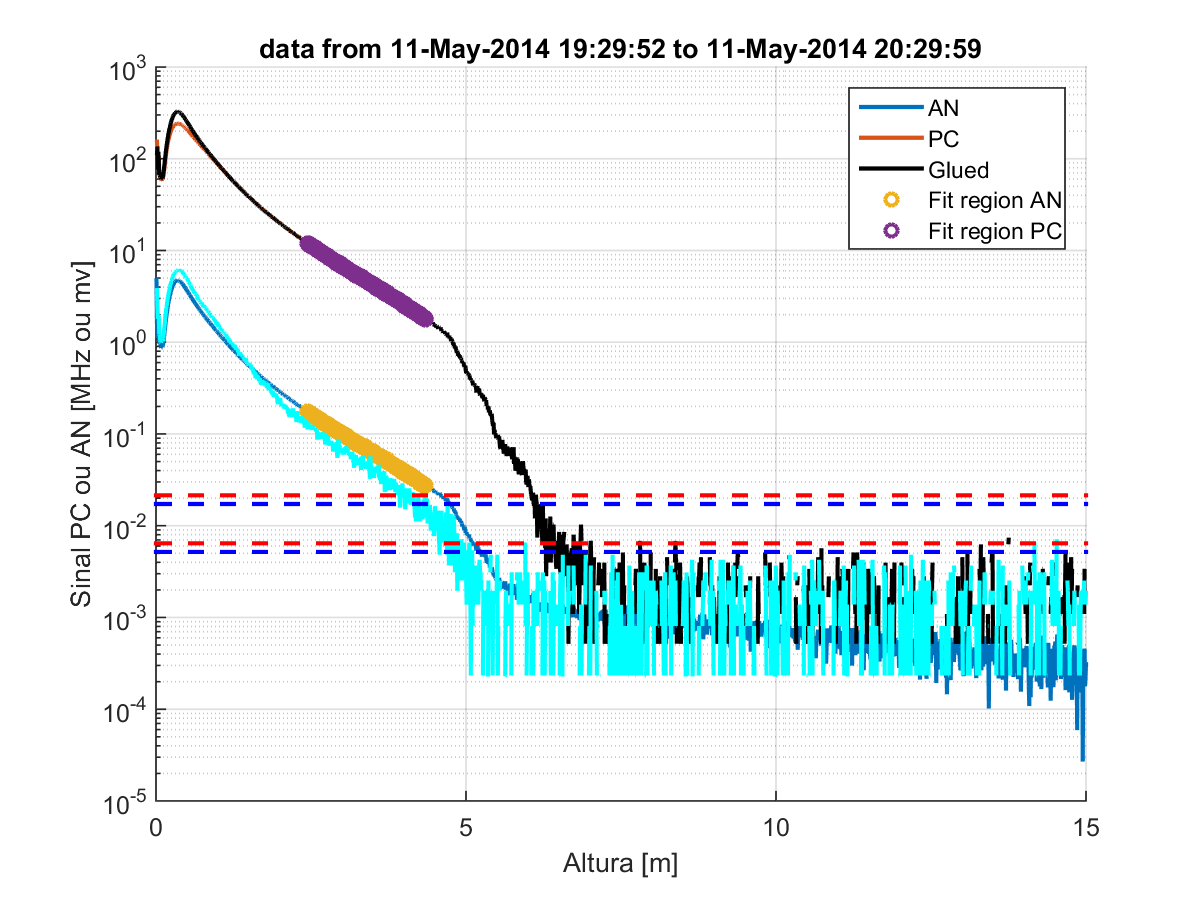 data from 11-May-2014 19:29:52 to 11-May-2014 20:29:59
10^3
10^2
10^1
10^0
10^-1
10^-2
10^-3
10^-4
10^-5
Sinal PC ou AN [MHz ou mv]
AN
PC
Glued
Fit region AN
Fit region PC
0
5
10
15
Altura [m]